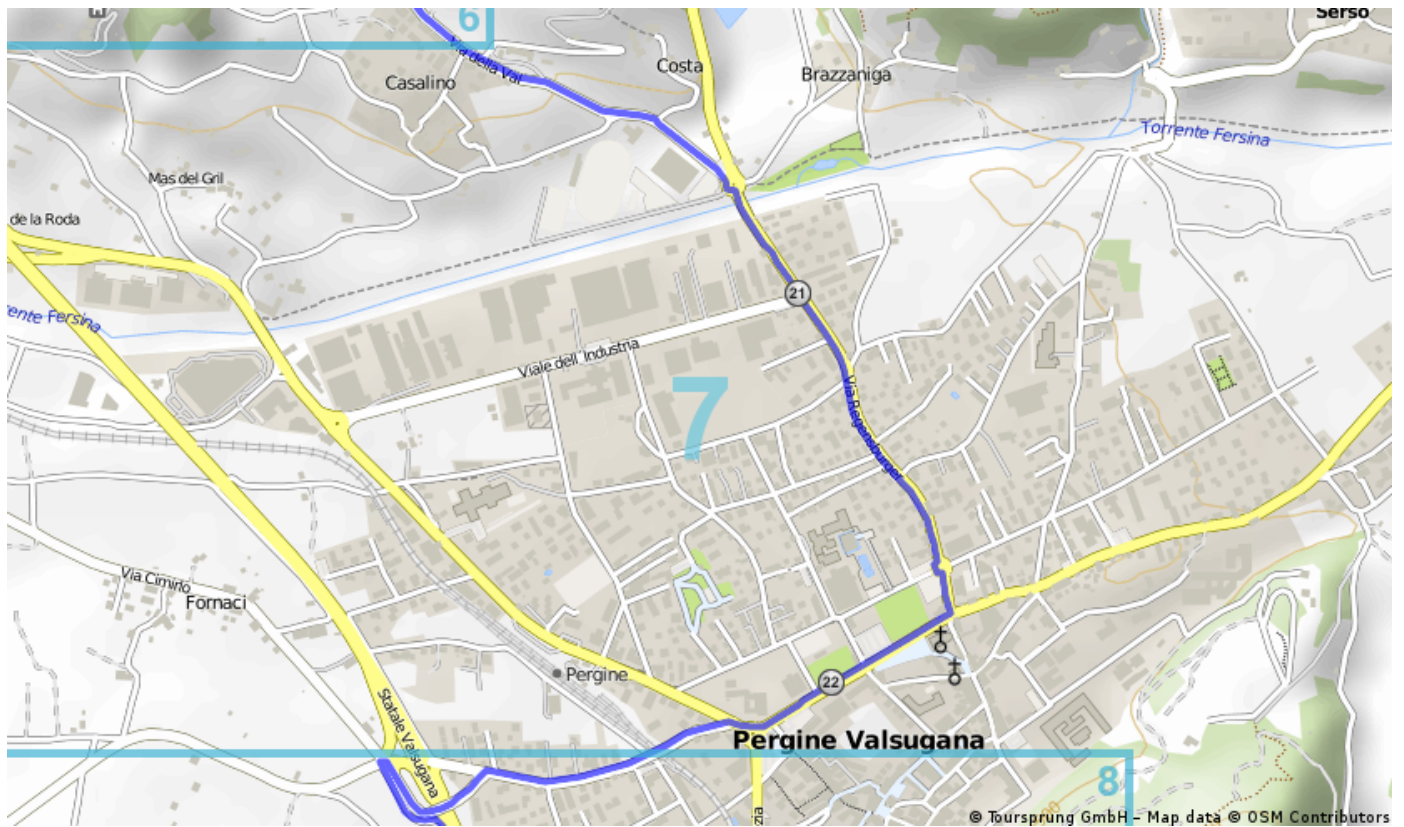 6
Serso
Via della Val
Costa
Casalino
Brazzaniga
Torrente Fersina
Mas del Gril
de la Roda
21
rente Fersina
Viale dell' Industria
7
Via Regensburger
Via Cimirlo
Fornaci
Pergine
22
Statale Valsugana
Pergine Valsugana
8
© Toursprung GmbH – Map data © OSM Contributors